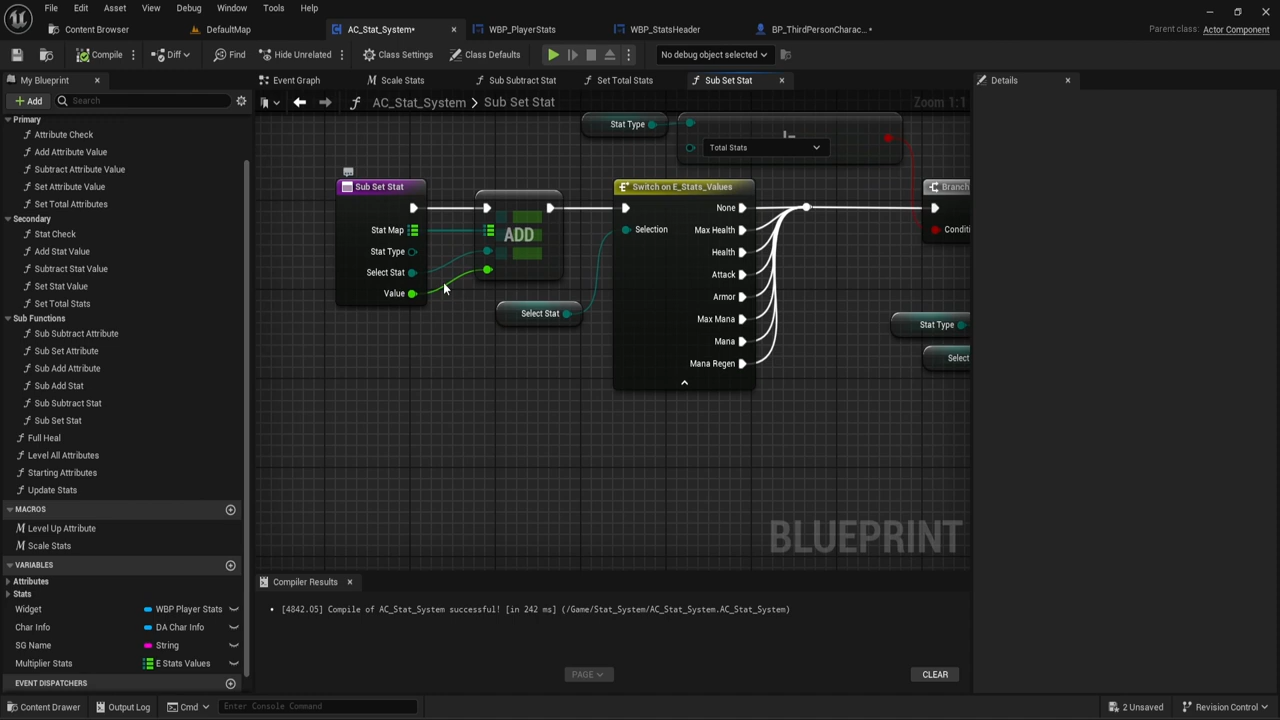 File Edit Asset View Debug Window Tools Help
Content Browser DefaultMap AC_Stat_System* WBP_PlayerStats WBP_StatsHeader BP_ThirdPersonCharac...* Parent class: Actor Component
Compile Diff Find Hide Unrelated Class Settings Class Defaults No debug object selected
My Blueprint Event Graph Scale Stats Sub Subtract Stat Set Total Stats Sub Set Stat Details
Add Search AC_Stat_System > Sub Set Stat Zoom 1:1
Primary
Attribute Check
Add Attribute Value
Subtract Attribute Value
Set Attribute Value
Set Total Attributes
Secondary
Stat Check
Add Stat Value
Subtract Stat Value
Set Stat Value
Set Total Stats
Sub Functions
Sub Subtract Attribute
Sub Set Attribute
Sub Add Attribute
Sub Add Stat
Sub Subtract Stat
Sub Set Stat
Full Heal
Level All Attributes
Starting Attributes
Update Stats
MACROS
Level Up Attribute
Scale Stats
VARIABLES
Attributes
Stats
Widget WBP Player Stats
Char Info DA Char Info
SG Name String
Multiplier Stats E Stats Values
EVENT DISPATCHERS
Stat Type
Total Stats
Sub Set Stat
Stat Map
Stat Type
Select Stat
Value
ADD
Select Stat
Switch on E_Stats_Values
Selection
None
Max Health
Health
Attack
Armor
Max Mana
Mana
Mana Regen
Branch
Stat Type
Select
BLUEPRINT
Compiler Results
[4842.05] Compile of AC_Stat_System successful! [in 242 ms] (/Game/Stat_System/AC_Stat_System.AC_Stat_System)
PAGE CLEAR
Content Drawer Output Log Cmd Enter Console Command 2 Unsaved Revision Control